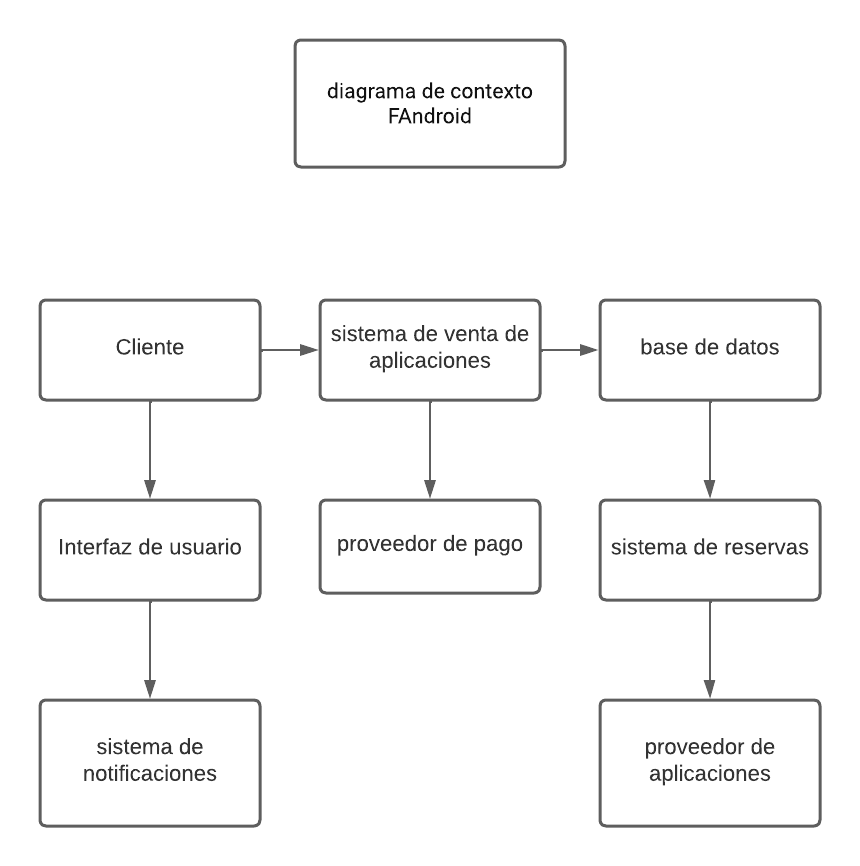 diagrama de contexto
FAndroid
Cliente
sistema de venta de
aplicaciones
base de datos
Interfaz de usuario
proveedor de pago
sistema de reservas
sistema de
notificaciones
proveedor de
aplicaciones